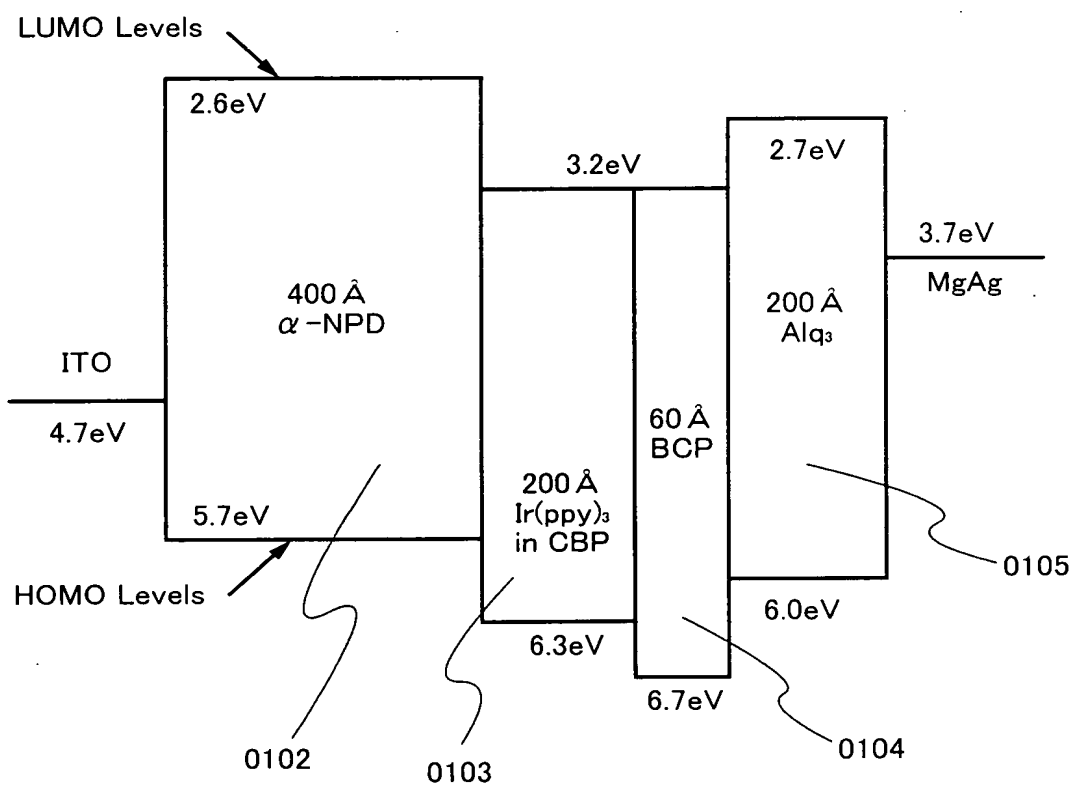 LUMO Levels
2.6eV
3.2eV
2.7eV
3.7eV
MgAg
400 Å
α-NPD
200 Å
Alq₃
ITO
4.7eV
60 Å
BCP
200 Å
Ir(ppy)₃
in CBP
5.7eV
HOMO Levels
6.3eV
6.7eV
6.0eV
0105
0102
0103
0104